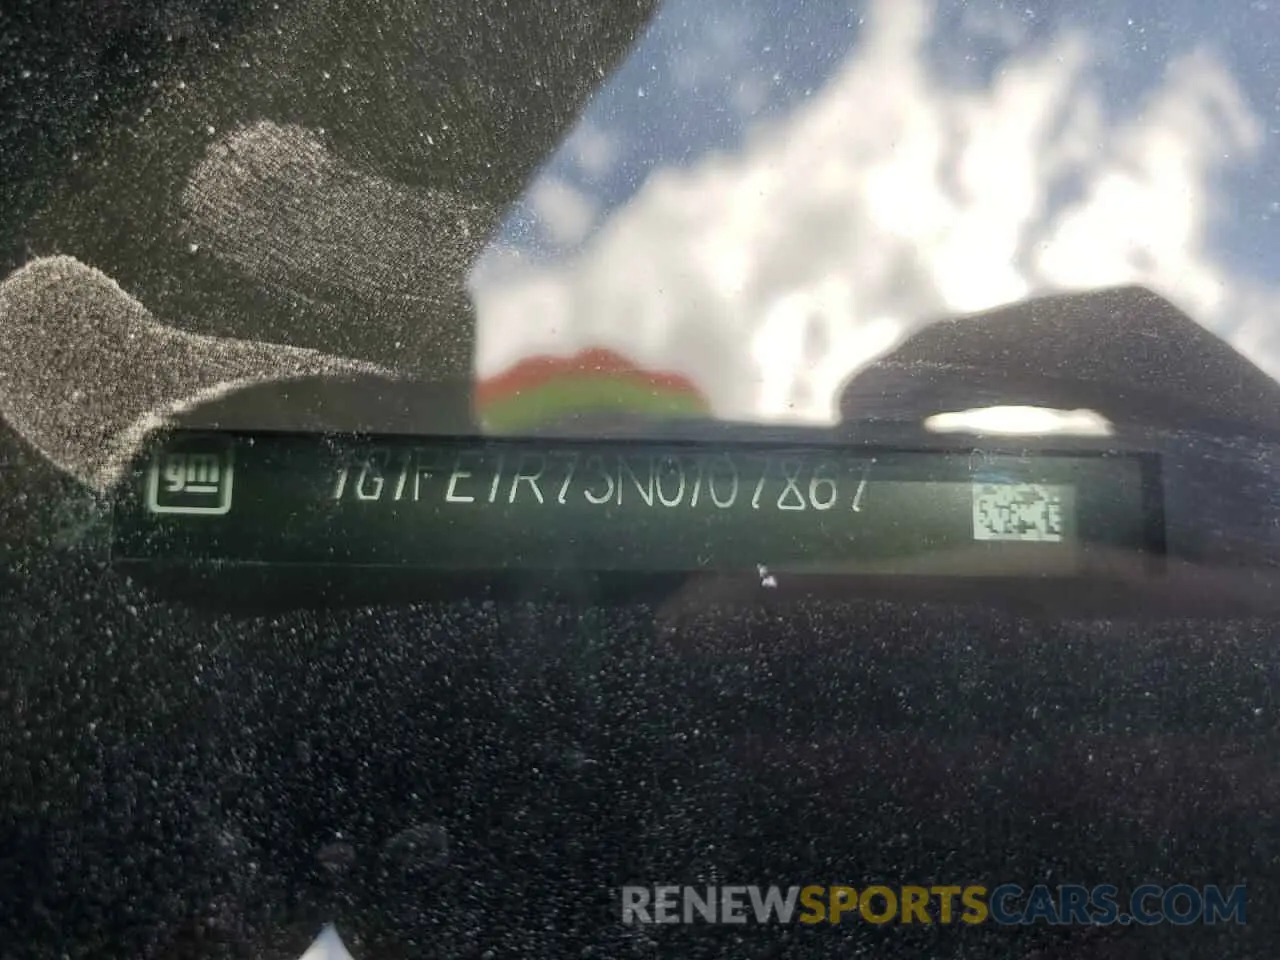 gm 1G1FE1R73N0107867
RENEWSPORTSCARS.COM